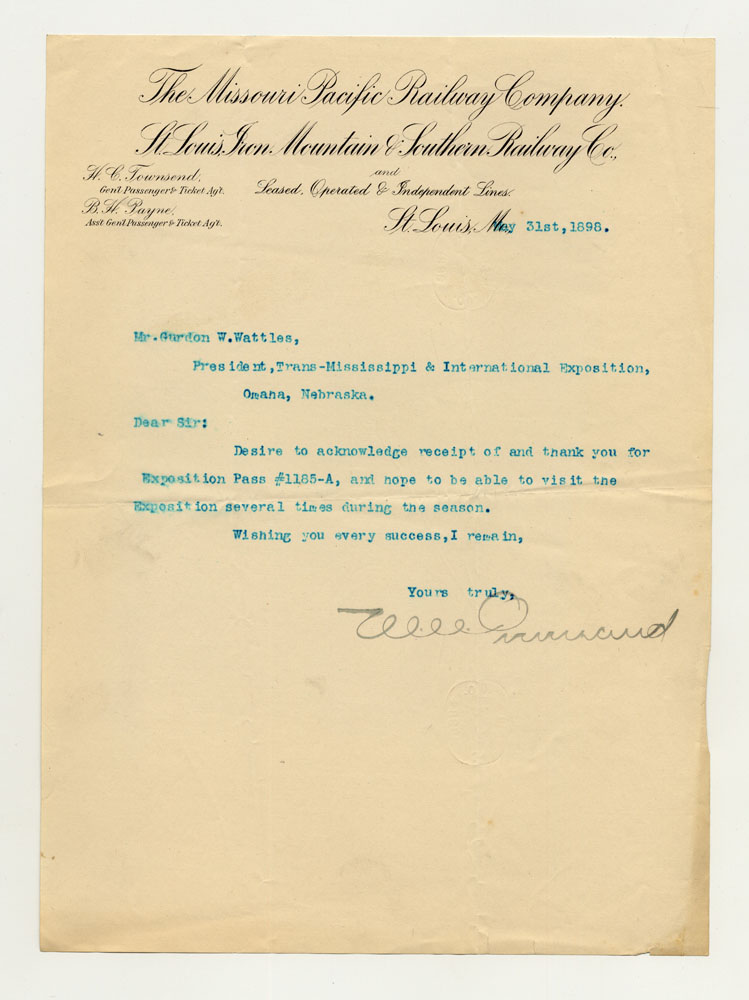 The Missouri Pacific Railway Company.
St. Louis, Iron Mountain & Southern Railway Co.,
and
Leased, Operated & Independent Lines.
H. C. Townsend,
Gen'l Passenger & Ticket Ag't.
B. H. Payne,
Ass't Gen'l Passenger & Ticket Ag't.
St. Louis, Mo., May 31st,1898.
Mr.Gurdon W.Wattles,
President,Trans-Mississippi & International Exposition,
Omaha, Nebraska.
Dear Sir:
Desire to acknowledge receipt of and thank you for
Exposition Pass #1185-A, and hope to be able to visit the
Exposition several times during the season.
Wishing you every success,I remain,
Yours truly,